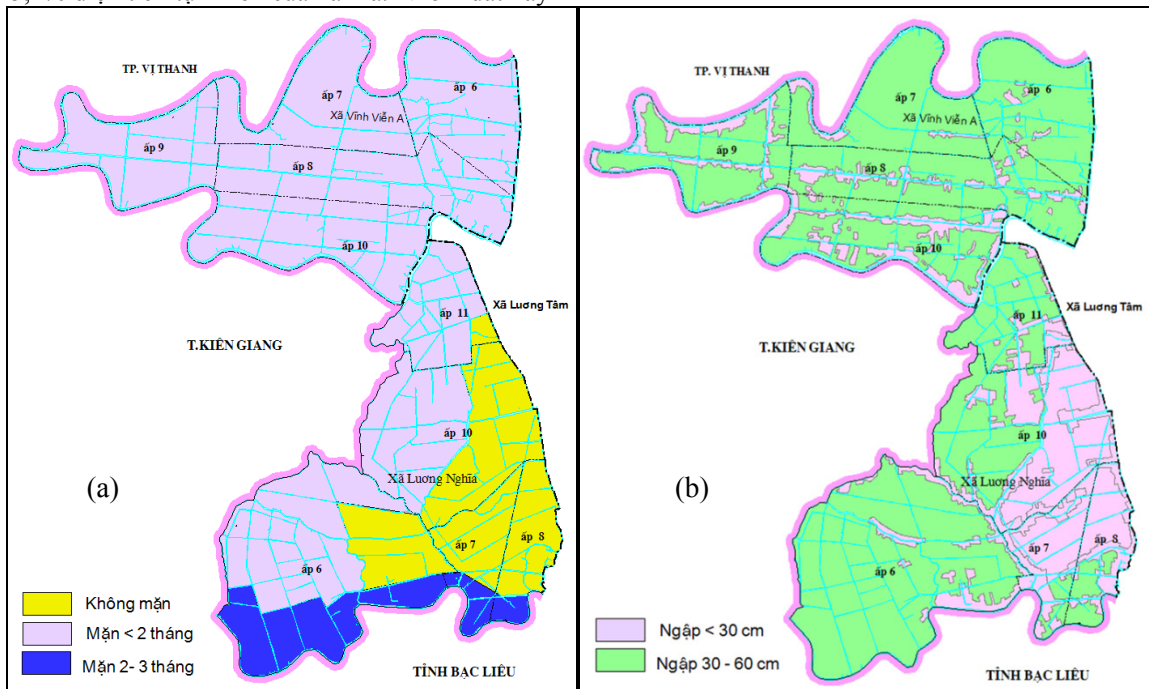 TP. VỊ THANH
ấp 6
ấp 7
Xã Vĩnh Viễn A
ấp 9
ấp 8
ấp 10
Xã Lương Tâm
ấp 11
T.KIÊN GIANG
ấp 10
(a)
Xã Lương Nghĩa
ấp 7
ấp 8
ấp 6
Không mặn
Mặn < 2 tháng
Mặn 2- 3 tháng
TỈNH BẠC LIÊU
TP. VỊ THANH
ấp 6
ấp 7
Xã Vĩnh Viễn A
ấp 9
ấp 8
ấp 10
Xã Lương Tâm
ấp 11
T.KIÊN GIANG
ấp 10
(b)
Xã Lương Nghĩa
ấp 7
ấp 8
ấp 6
Ngập < 30 cm
Ngập 30 - 60 cm
TỈNH BẠC LIÊU